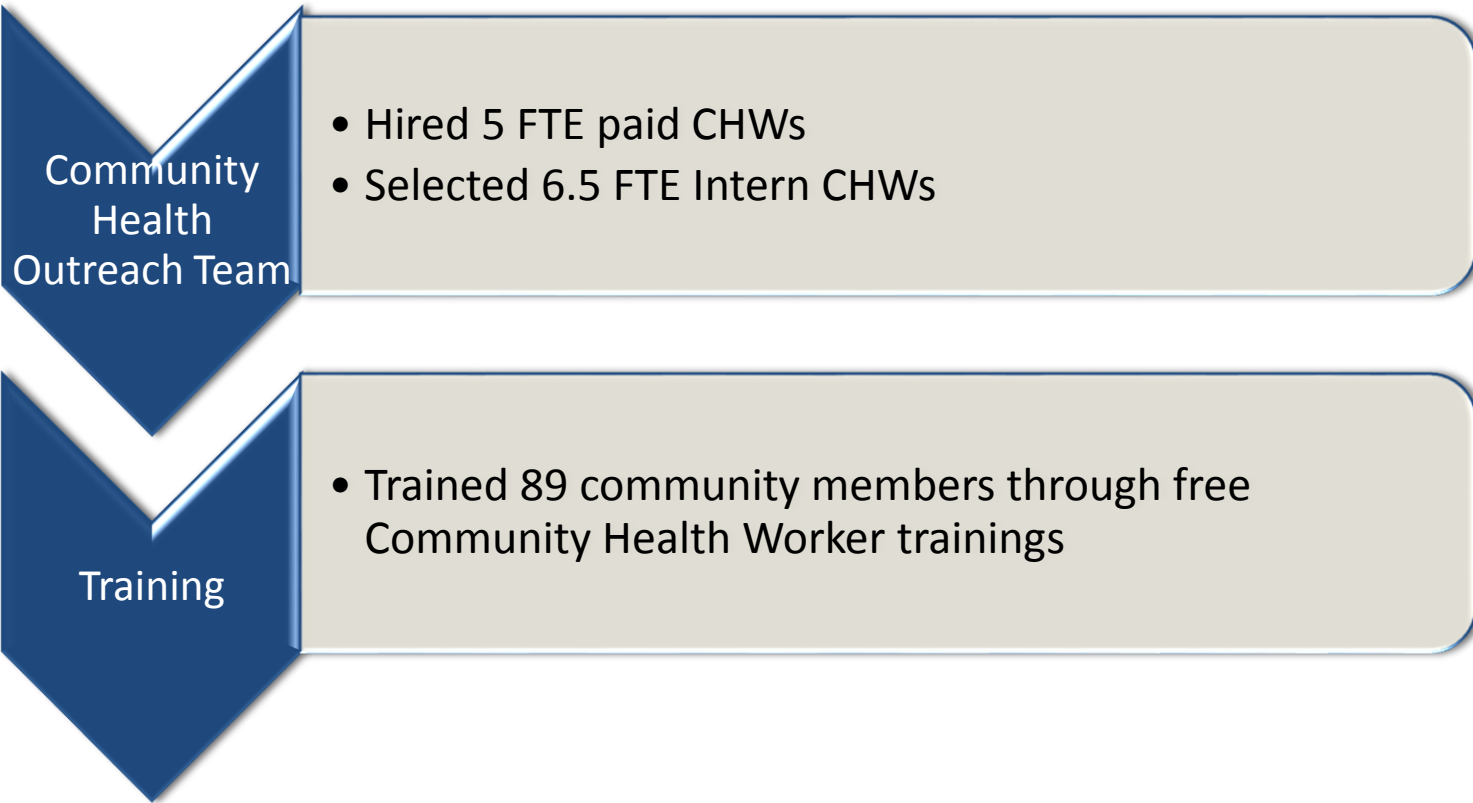 Community
Health
Outreach Team
• Hired 5 FTE paid CHWs
• Selected 6.5 FTE Intern CHWs
Training
• Trained 89 community members through free
Community Health Worker trainings